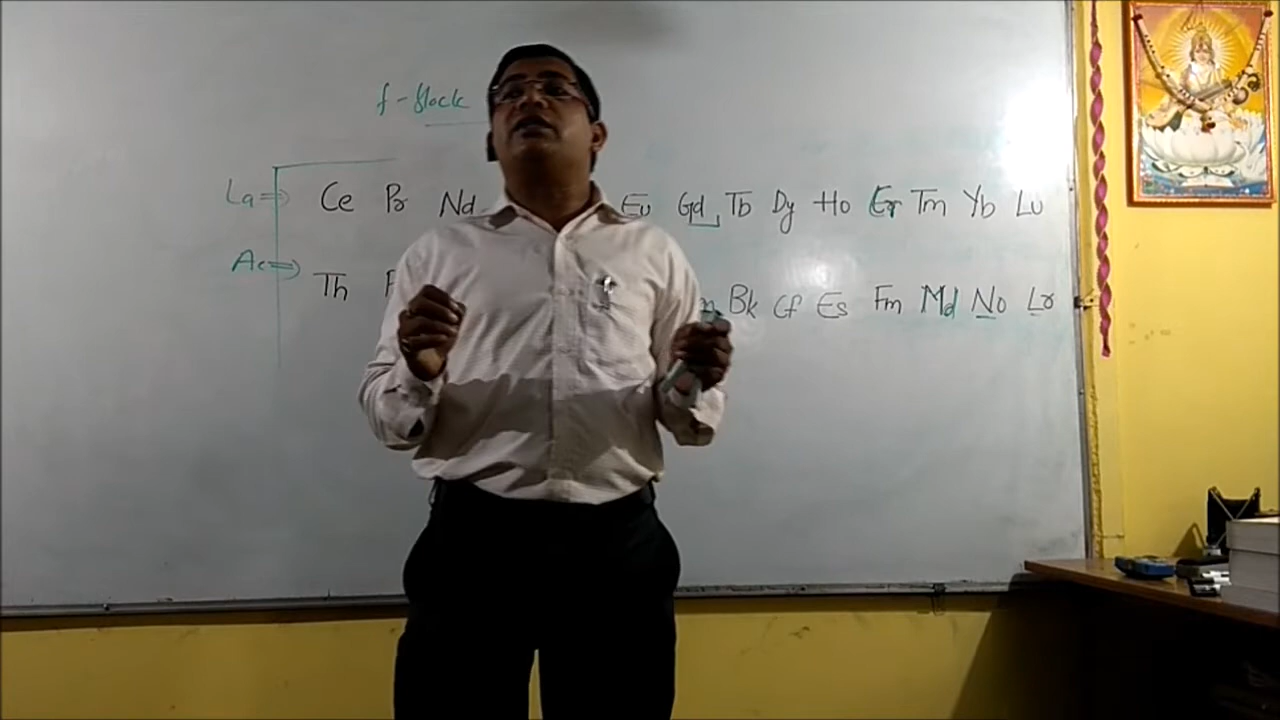 f-block
La⇒ Ce Pr Nd Eu Gd Tb Dy Ho Er Tm Yb Lu
Ac⇒ Th Bk Cf Es Fm Md No Lr